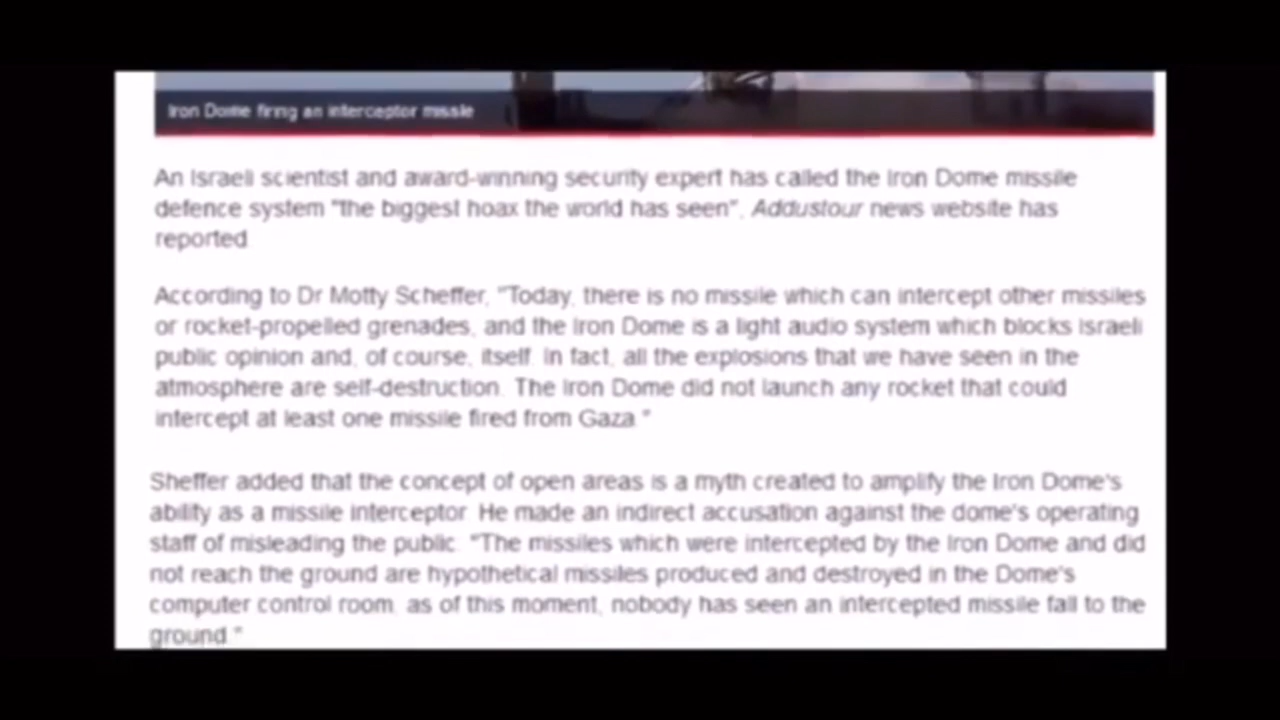 Iron Dome firing an interceptor missle
An Israeli scientist and award-winning security expert has called the Iron Dome missile
defence system "the biggest hoax the world has seen", Addustour news website has
reported.
According to Dr Motty Scheffer, "Today, there is no missile which can intercept other missiles
or rocket-propelled grenades, and the Iron Dome is a light audio system which blocks Israeli
public opinion and, of course, itself. In fact, all the explosions that we have seen in the
atmosphere are self-destruction. The Iron Dome did not launch any rocket that could
intercept at least one missile fired from Gaza."
Sheffer added that the concept of open areas is a myth created to amplify the Iron Dome's
ability as a missile interceptor. He made an indirect accusation against the dome's operating
staff of misleading the public. "The missiles which were intercepted by the Iron Dome and did
not reach the ground are hypothetical missiles produced and destroyed in the Dome's
computer control room, as of this moment, nobody has seen an intercepted missile fall to the
ground."